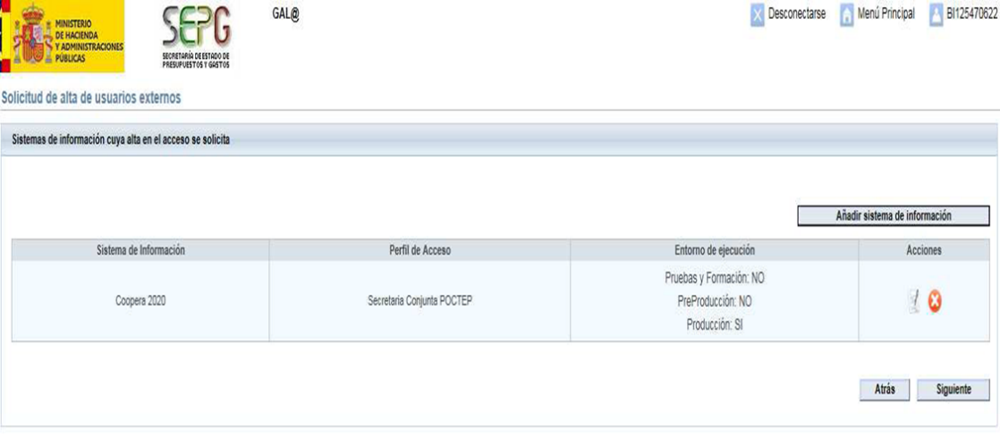 MINISTERIO
DE HACIENDA
Y ADMINISTRACIONES
PÚBLICAS
SEPG
SECRETARÍA DE ESTADO DE
PRESUPUESTOS Y GASTOS
GAL@
Desconectarse Menú Principal BI125470622
Solicitud de alta de usuarios externos
Sistemas de información cuya alta en el acceso se solicita
Añadir sistema de información
Sistema de Información Perfil de Acceso Entorno de ejecución Acciones
Coopera 2020 Secretaria Conjunta POCTEP Pruebas y Formación: NO
PreProducción: NO
Producción: SI
Atrás Siguiente